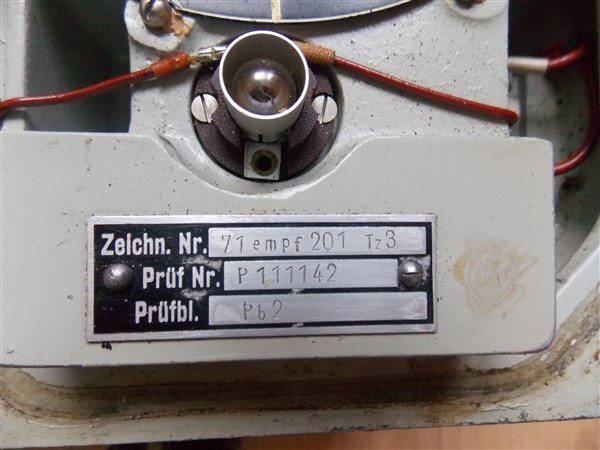 Zeichn. Nr. 71 empf 201 Tz3
Prüf Nr. P 111142
Prüfbl. Pb2